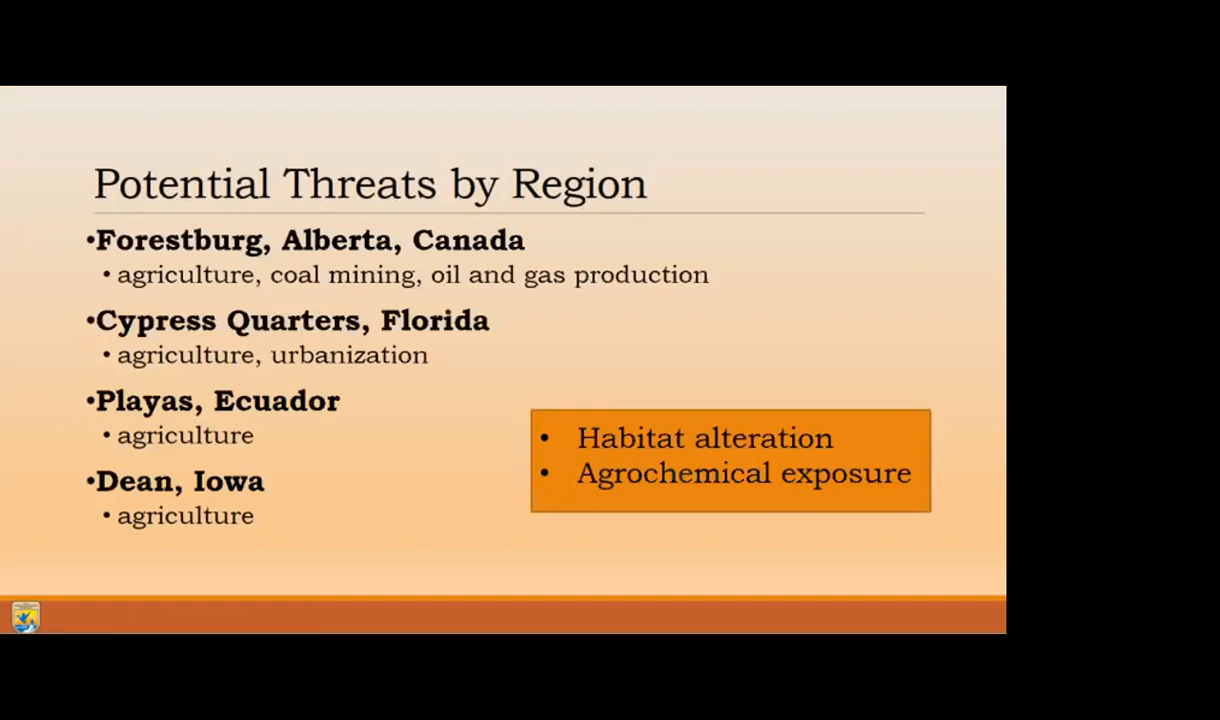 Potential Threats by Region
•Forestburg, Alberta, Canada
• agriculture, coal mining, oil and gas production
•Cypress Quarters, Florida
• agriculture, urbanization
•Playas, Ecuador
• agriculture
•Dean, Iowa
• agriculture
• Habitat alteration
• Agrochemical exposure